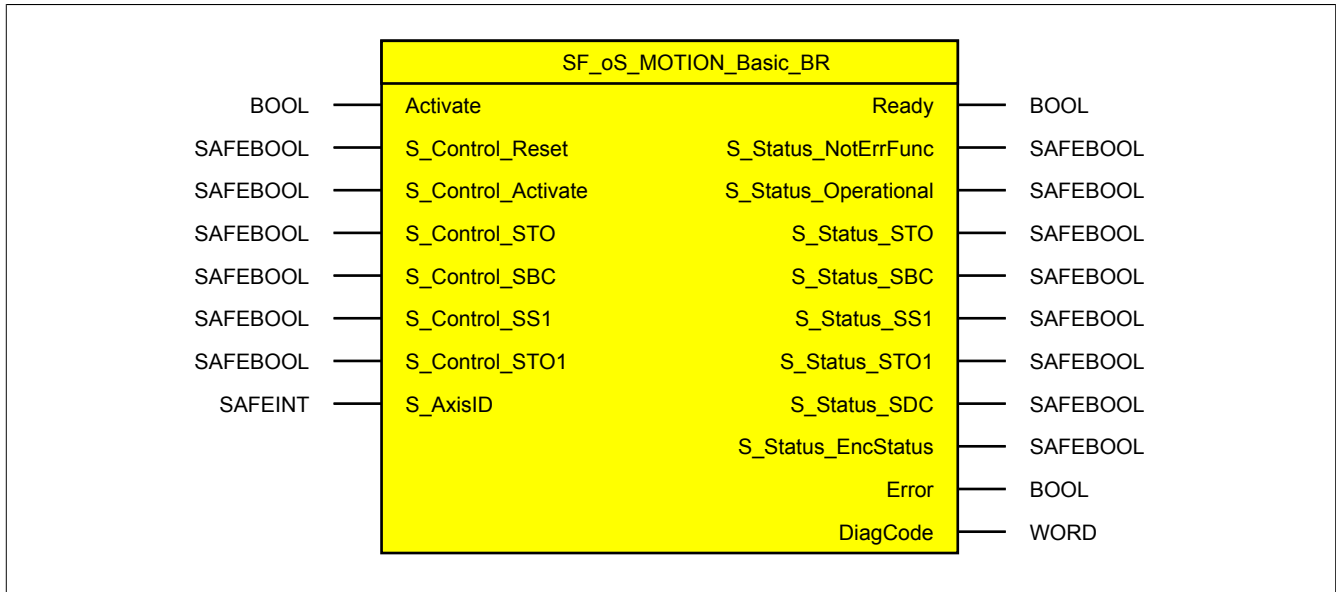 SF_oS_MOTION_Basic_BR
BOOL Activate Ready BOOL
SAFEBOOL S_Control_Reset S_Status_NotErrFunc SAFEBOOL
SAFEBOOL S_Control_Activate S_Status_Operational SAFEBOOL
SAFEBOOL S_Control_STO S_Status_STO SAFEBOOL
SAFEBOOL S_Control_SBC S_Status_SBC SAFEBOOL
SAFEBOOL S_Control_SS1 S_Status_SS1 SAFEBOOL
SAFEBOOL S_Control_STO1 S_Status_STO1 SAFEBOOL
SAFEINT S_AxisID S_Status_SDC SAFEBOOL
S_Status_EncStatus SAFEBOOL
Error BOOL
DiagCode WORD